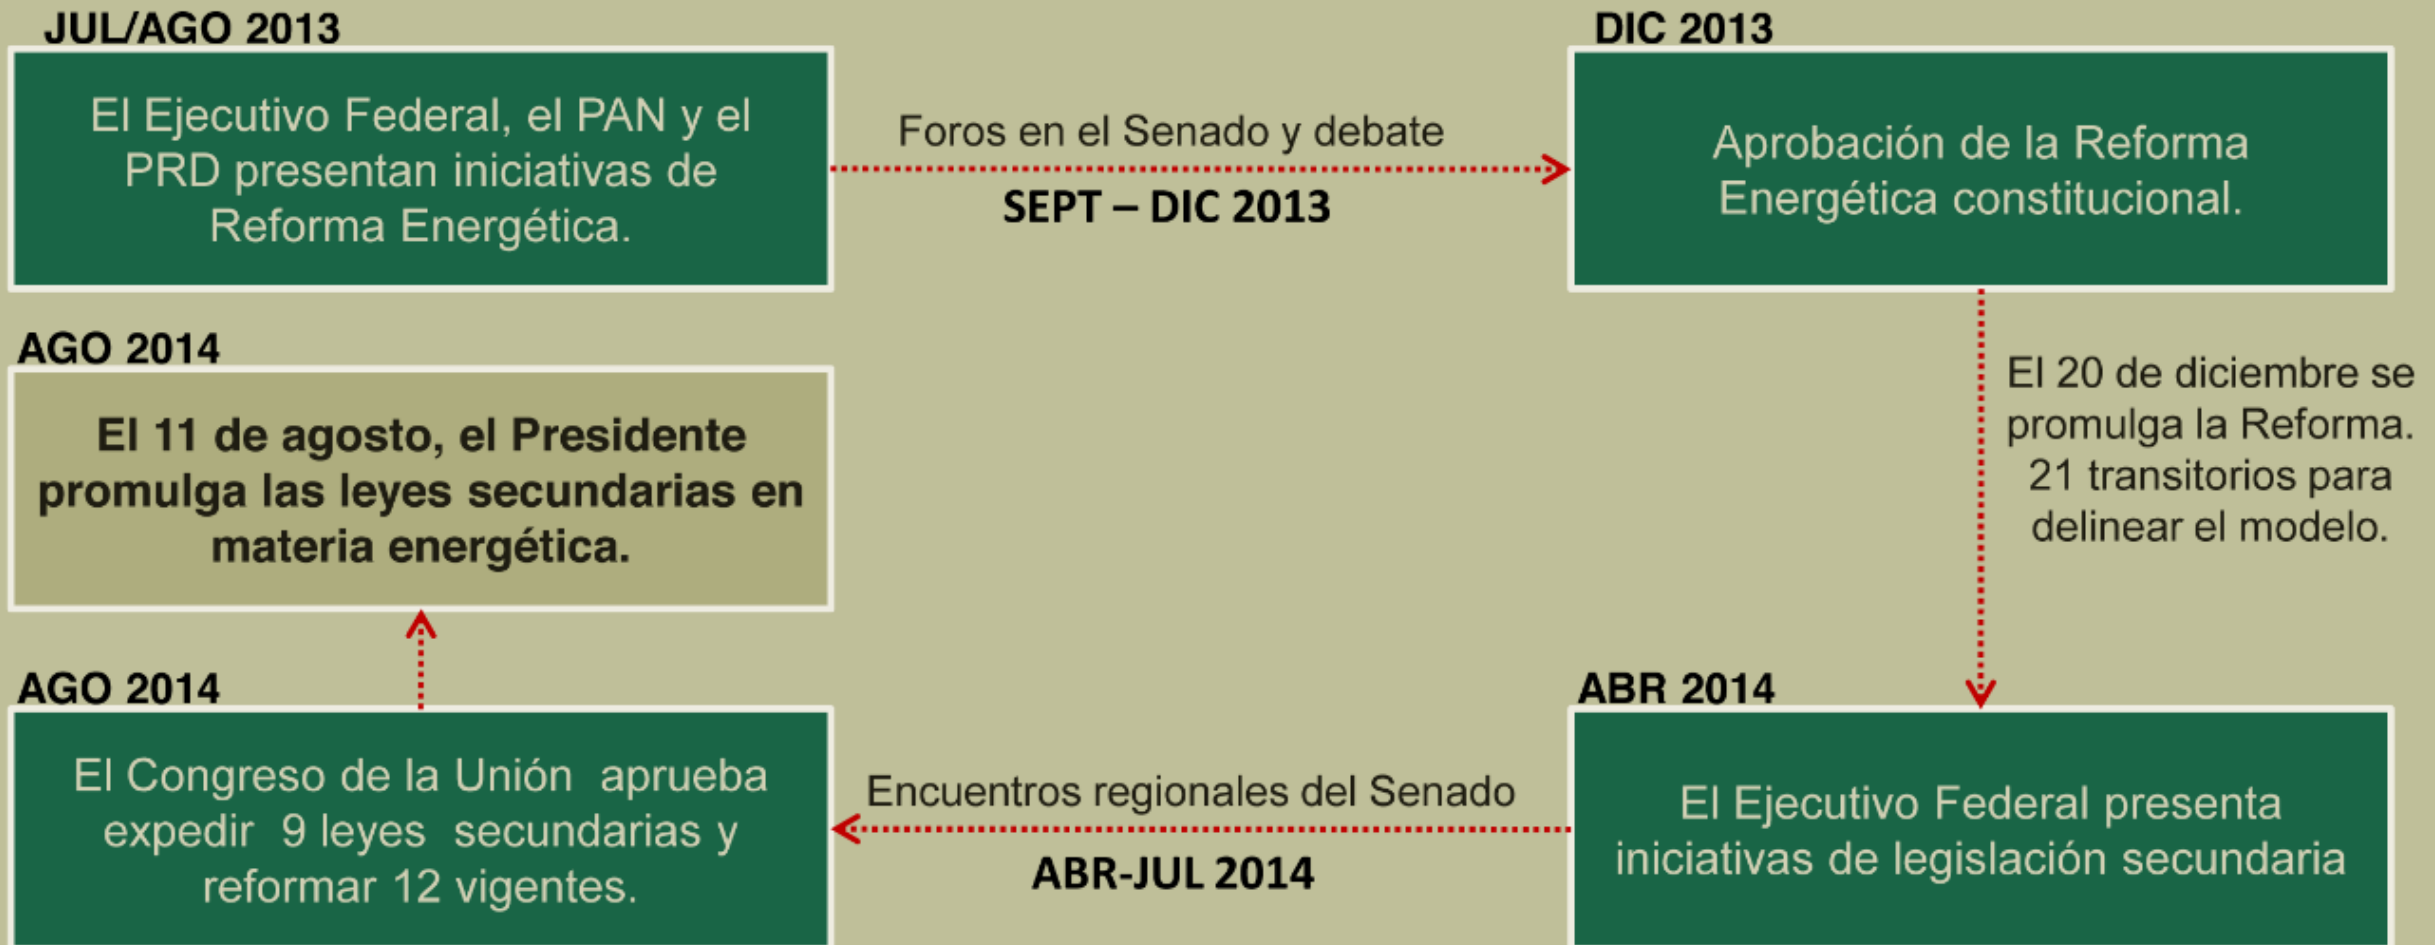 JUL/AGO 2013
El Ejecutivo Federal, el PAN y el
PRD presentan iniciativas de
Reforma Energética.
Foros en el Senado y debate
SEPT – DIC 2013
DIC 2013
Aprobación de la Reforma
Energética constitucional.
El 20 de diciembre se
promulga la Reforma.
21 transitorios para
delinear el modelo.
ABR 2014
El Ejecutivo Federal presenta
iniciativas de legislación secundaria
Encuentros regionales del Senado
ABR-JUL 2014
AGO 2014
El Congreso de la Unión aprueba
expedir 9 leyes secundarias y
reformar 12 vigentes.
AGO 2014
El 11 de agosto, el Presidente
promulga las leyes secundarias en
materia energética.